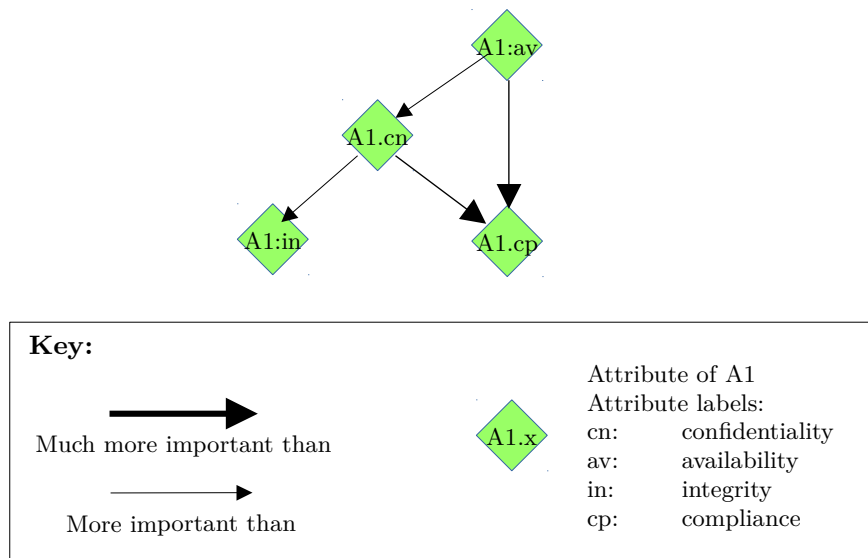 A1:av
A1.cn
A1:in
A1.cp
Key:
Much more important than
More important than
A1.x
Attribute of A1
Attribute labels:
cn: confidentiality
av: availability
in: integrity
cp: compliance